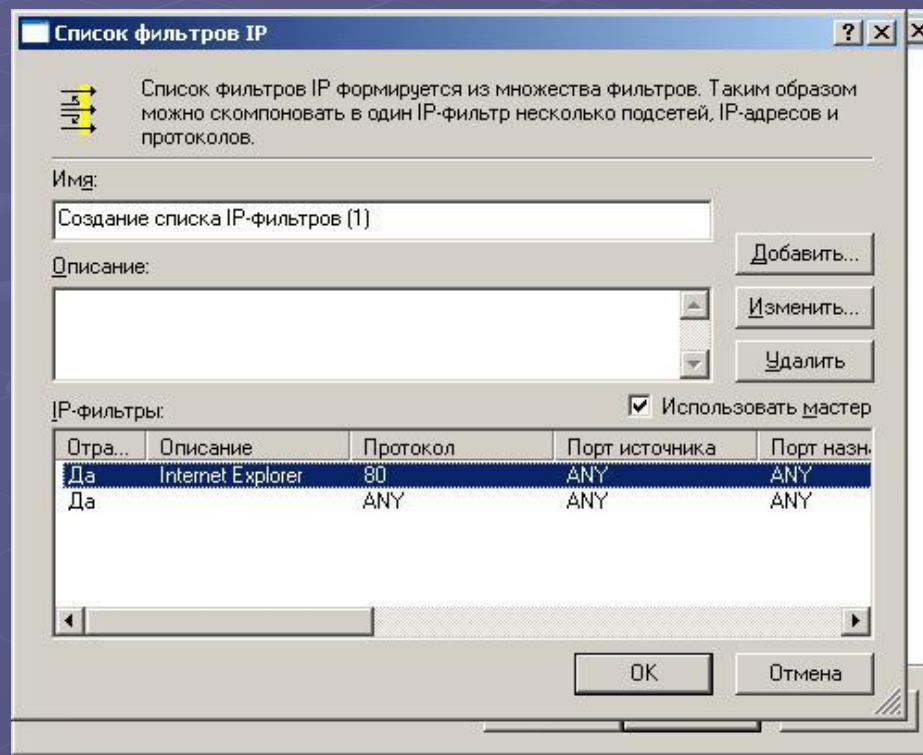 Список фильтров IP
Список фильтров IP формируется из множества фильтров. Таким образом
можно скомпоновать в один IP-фильтр несколько подсетей, IP-адресов и
протоколов.
Имя:
Создание списка IP-фильтров (1)
Добавить...
Описание:
Изменить...
Удалить
IP-фильтры:
Использовать мастер
Отра... Описание Протокол Порт источника Порт назн
Да Internet Explorer 80 ANY ANY
Да ANY ANY ANY
OK Отмена